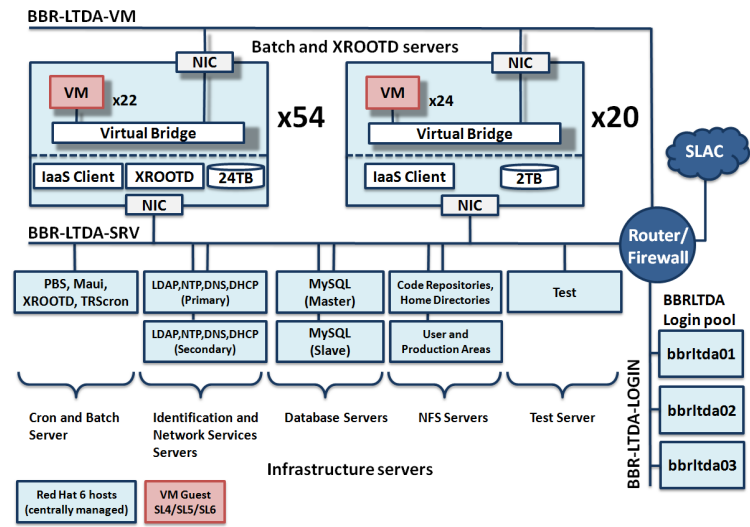 BBR-LTDA-VM
Batch and XROOTD servers
NIC
NIC
VM
x22
Virtual Bridge
x54
VM
x24
Virtual Bridge
x20
IaaS Client
XROOTD
24TB
IaaS Client
2TB
NIC
NIC
SLAC
BBR-LTDA-SRV
Router/
Firewall
PBS, Maui,
XROOTD, TRScron
LDAP,NTP,DNS,DHCP
(Primary)
MySQL
(Master)
Code Repositories,
Home Directories
Test
LDAP,NTP,DNS,DHCP
(Secondary)
MySQL
(Slave)
User and
Production Areas
BBRLTDA
Login pool
bbrltda01
bbrltda02
bbrltda03
BBR-LTDA-LOGIN
Cron and Batch
Server
Identification and
Network Services
Servers
Database Servers
NFS Servers
Test Server
Infrastructure servers
Red Hat 6 hosts
(centrally managed)
VM Guest
SL4/SL5/SL6